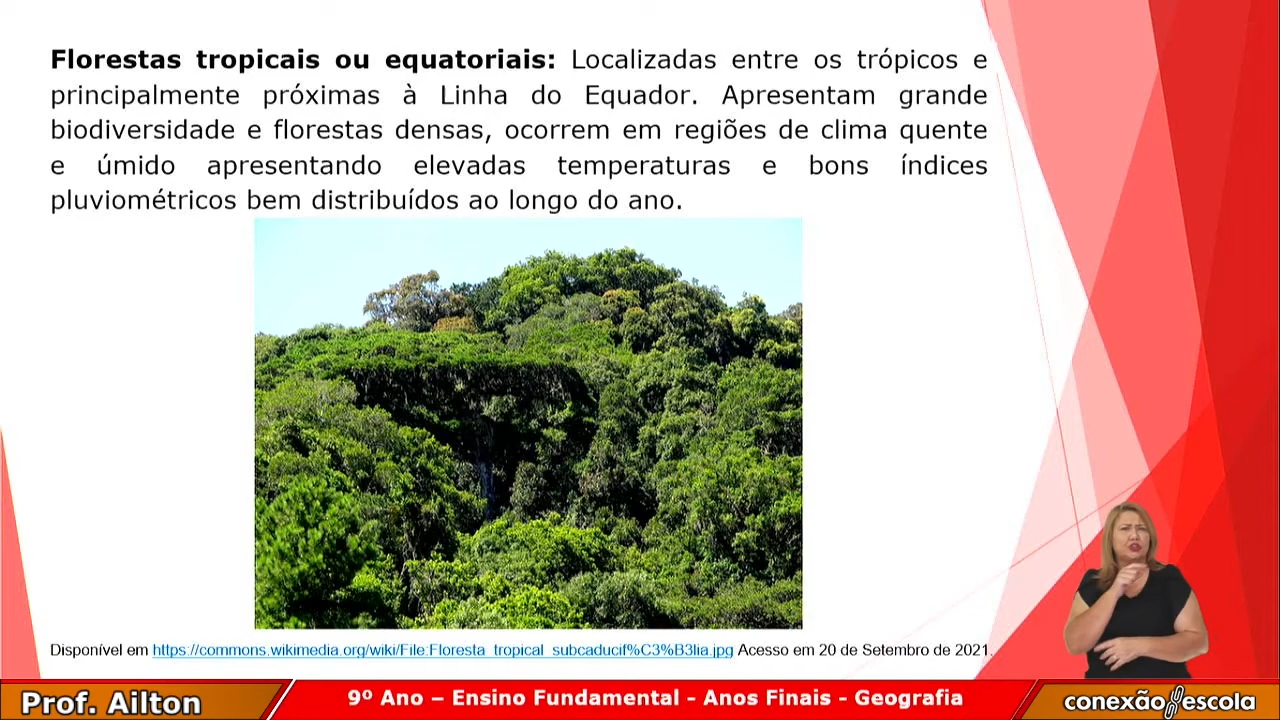 Florestas tropicais ou equatoriais: Localizadas entre os trópicos e
principalmente próximas à Linha do Equador. Apresentam grande
biodiversidade e florestas densas, ocorrem em regiões de clima quente
e úmido apresentando elevadas temperaturas e bons índices
pluviométricos bem distribuídos ao longo do ano.
Disponível em https://commons.wikimedia.org/wiki/File:Floresta_tropical_subcaducif%C3%B3lia.jpg Acesso em 20 de Setembro de 2021.
Prof. Ailton
9º Ano – Ensino Fundamental - Anos Finais - Geografia
conexão escola